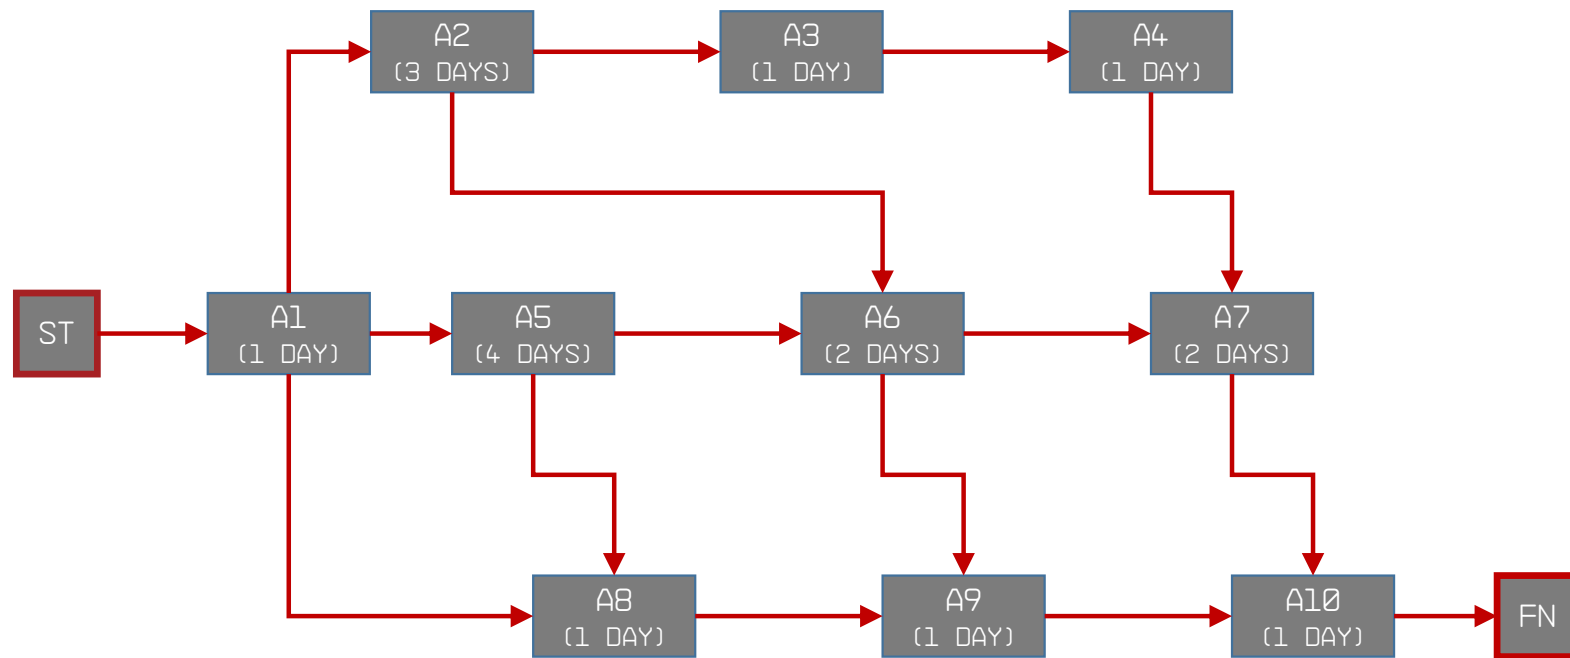 A2
(3 DAYS)
A3
(1 DAY)
A4
(1 DAY)
ST
A1
(1 DAY)
A5
(4 DAYS)
A6
(2 DAYS)
A7
(2 DAYS)
A8
(1 DAY)
A9
(1 DAY)
A10
(1 DAY)
FN